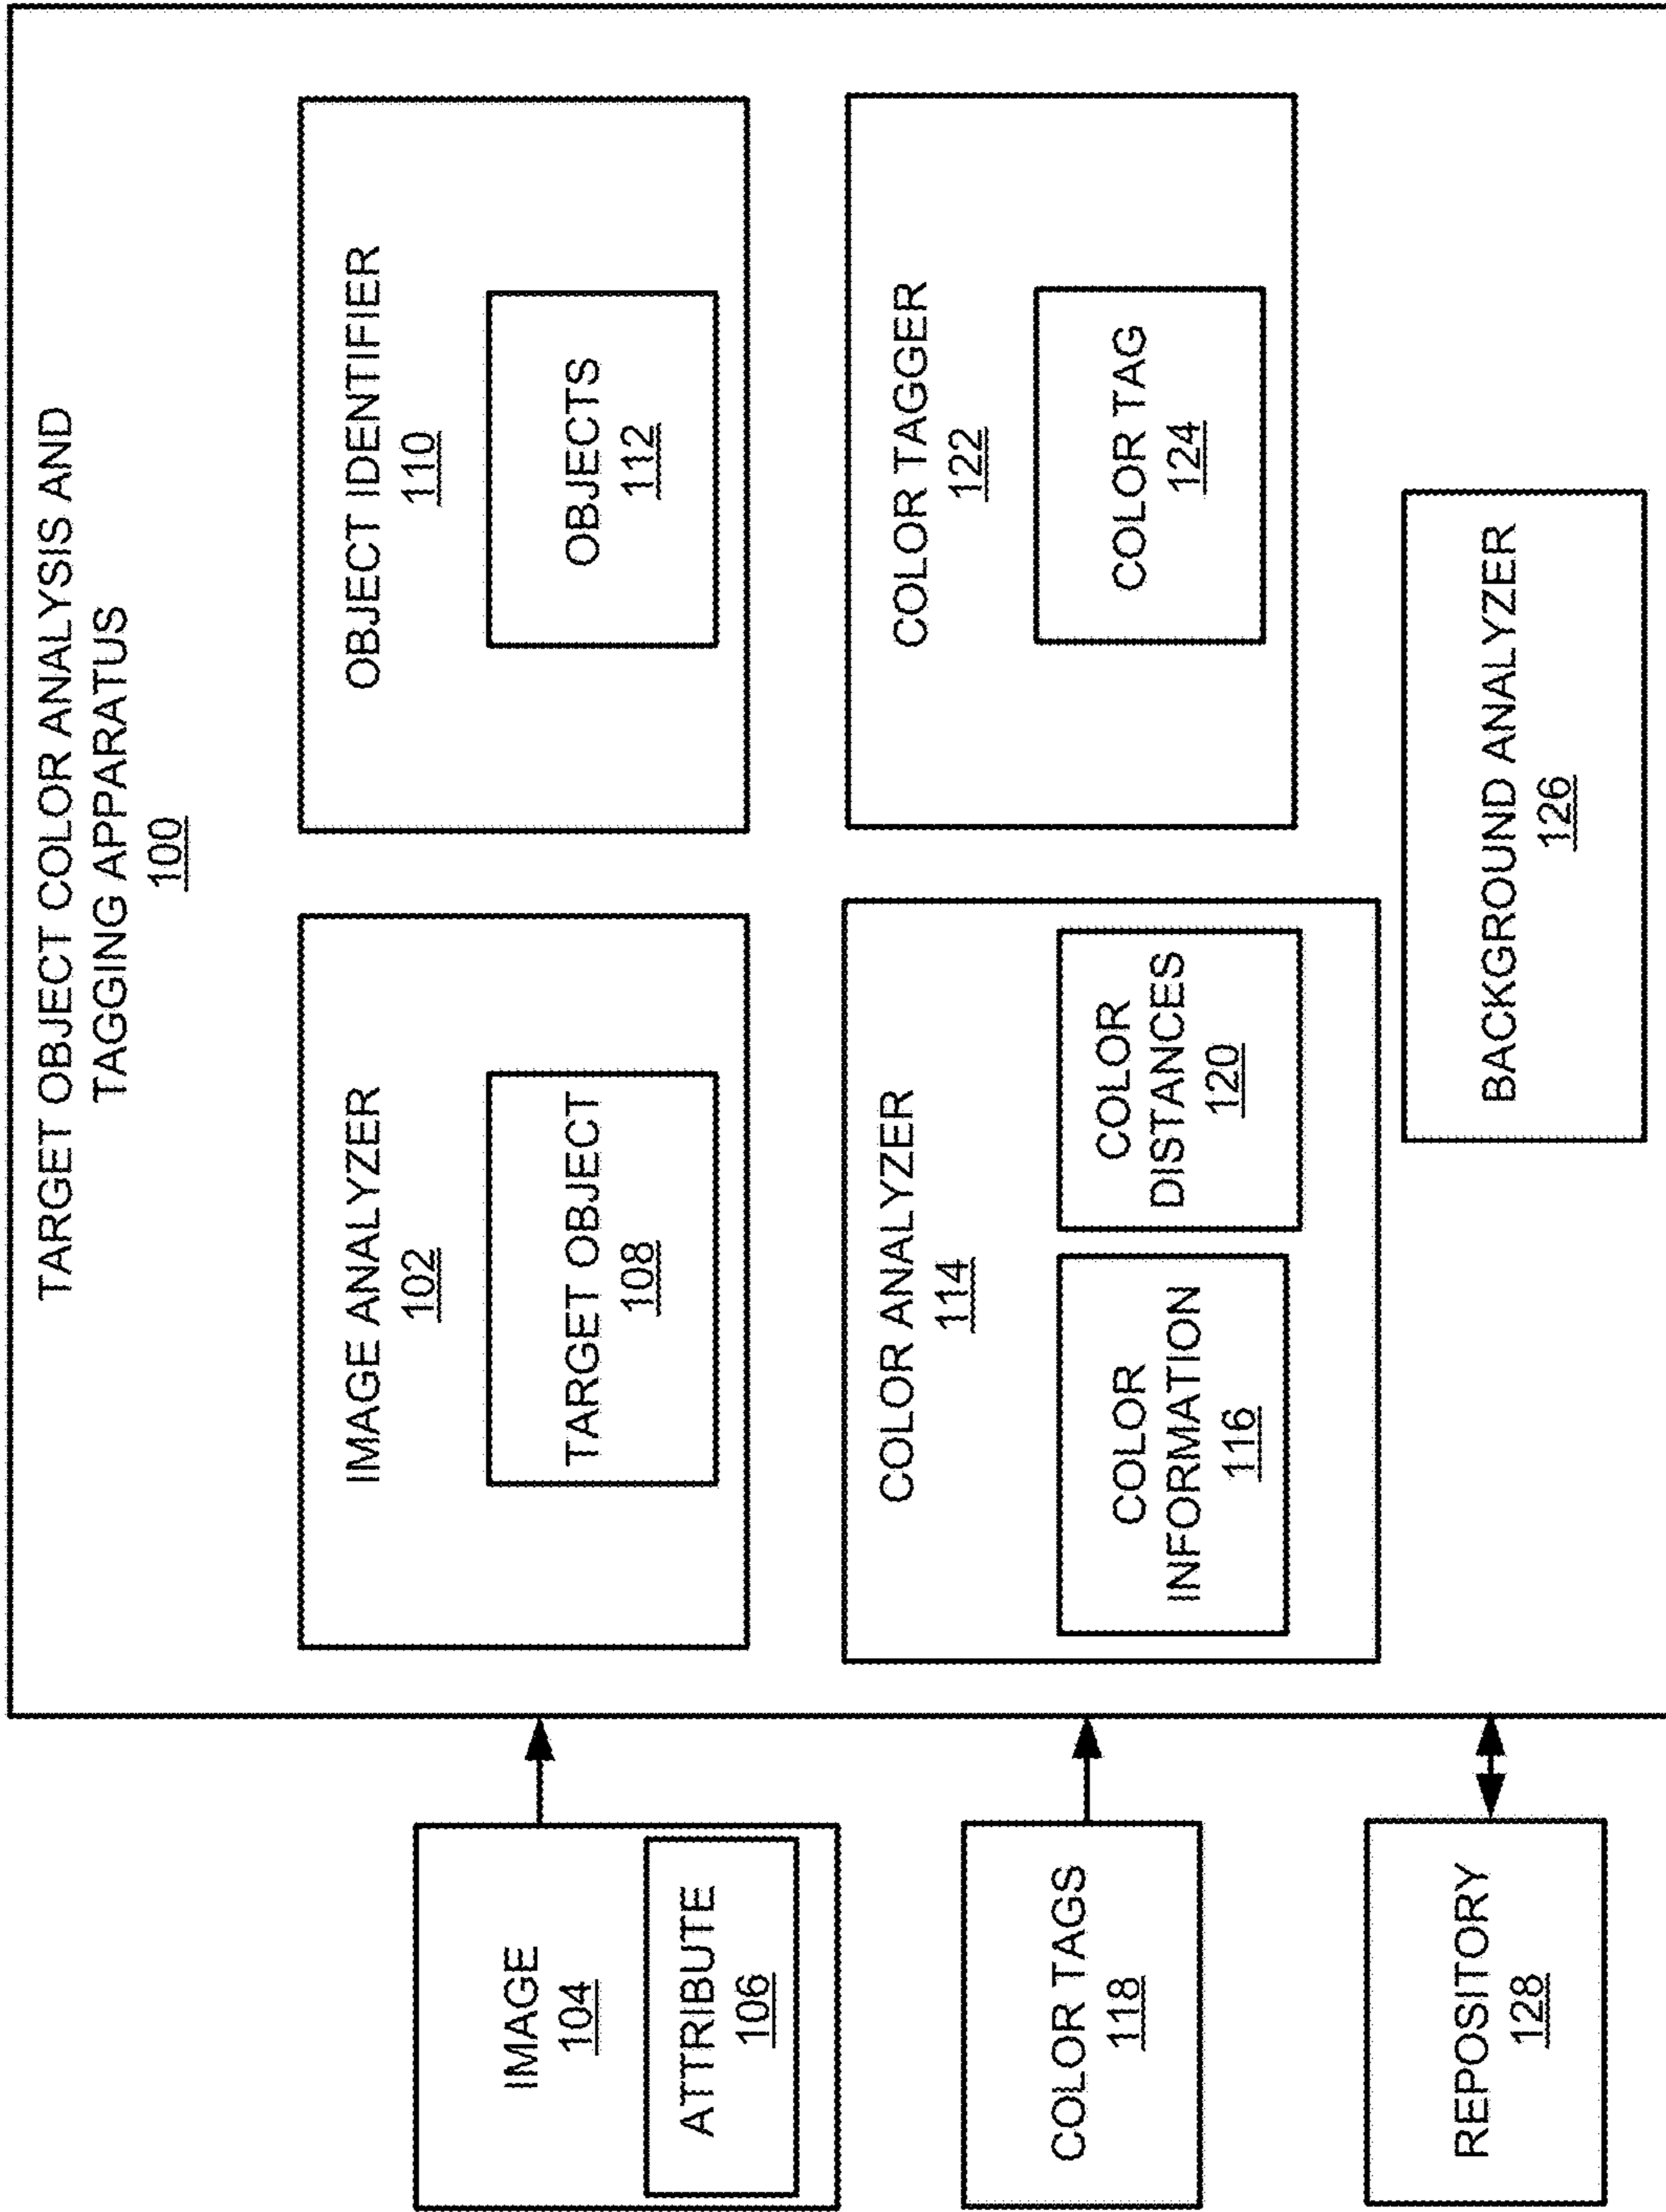 TARGET OBJECT COLOR ANALYSIS AND
TAGGING APPARATUS
100
IMAGE
104
ATTRIBUTE
106
IMAGE ANALYZER
102
TARGET OBJECT
108
OBJECT IDENTIFIER
110
OBJECTS
112
COLOR TAGS
118
COLOR ANALYZER
114
COLOR
INFORMATION
116
COLOR
DISTANCES
120
COLOR TAGGER
122
COLOR TAG
124
REPOSITORY
128
BACKGROUND ANALYZER
126